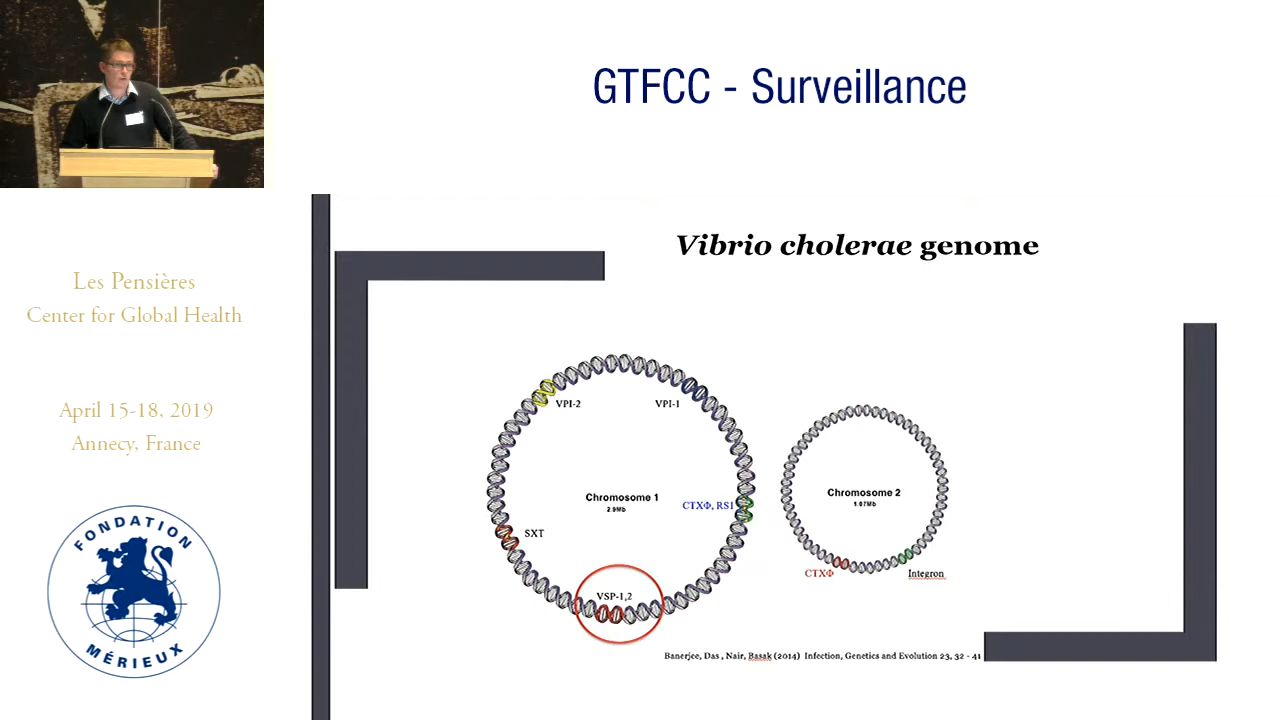 GTFCC - Surveillance
Les Pensières
Center for Global Health
April 15-18, 2019
Annecy, France
FONDATION
MÉRIEUX
Vibrio cholerae genome
VPI-2
VPI-1
Chromosome 1
2.9Mb
CTXΦ, RS1
SXT
VSP-1,2
Chromosome 2
1.07Mb
CTXΦ
Integron
Banerjee, Das , Nair, Basak (2014) Infection, Genetics and Evolution 23, 32 - 41